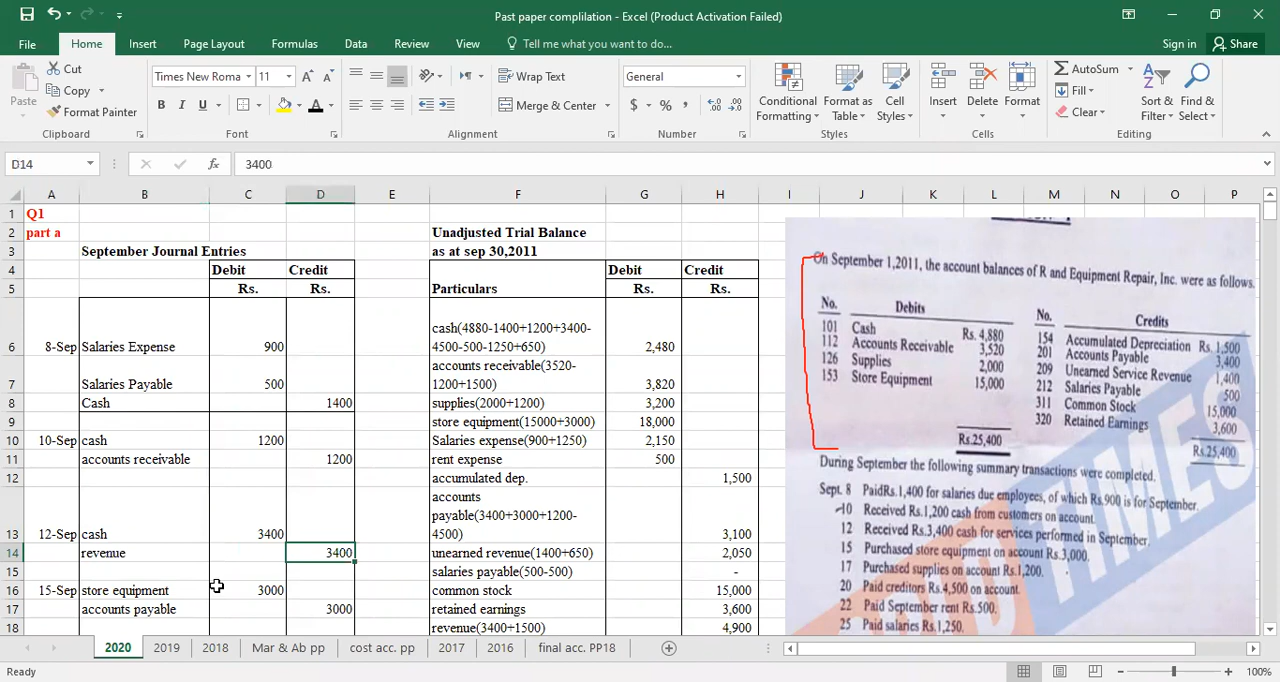 Past paper complilation - Excel (Product Activation Failed)
File Home Insert Page Layout Formulas Data Review View Tell me what you want to do... Sign in Share
Paste Cut Copy Format Painter Clipboard
Times New Roma 11 B I U A Font
Wrap Text Merge & Center Alignment
General $ % , Number
Conditional Formatting Format as Table Cell Styles Styles
Insert Delete Format Cells
AutoSum Fill Clear Sort & Filter Find & Select Editing
D14 fx 3400
A B C D E F G H I J K L M N O P
1 Q1
2 part a Unadjusted Trial Balance
3 September Journal Entries as at sep 30,2011
4 Debit Credit Debit Credit
5 Rs. Rs. Particulars Rs. Rs.
cash(4880-1400+1200+3400-
6 8-Sep Salaries Expense 900 4500-500-1250+650) 2,480
accounts receivable(3520-
7 Salaries Payable 500 1200+1500) 3,820
8 Cash 1400 supplies(2000+1200) 3,200
9 store equipment(15000+3000) 18,000
10 10-Sep cash 1200 Salaries expense(900+1250) 2,150
11 accounts receivable 1200 rent expense 500
12 accumulated dep. 1,500
accounts
payable(3400+3000+1200-
13 12-Sep cash 3400 4500) 3,100
14 revenue 3400 unearned revenue(1400+650) 2,050
15 salaries payable(500-500) -
16 15-Sep store equipment 3000 common stock 15,000
17 accounts payable 3000 retained earnings 3,600
18 revenue(3400+1500) 4,900
On September 1,2011, the account balances of R and Equipment Repair, Inc. were as follows.
No. Debits No. Credits
101 Cash Rs. 4,880 154 Accumulated Depreciation Rs. 1,500
112 Accounts Receivable 3,520 201 Accounts Payable 3,400
126 Supplies 2,000 209 Unearned Service Revenue 1,400
153 Store Equipment 15,000 212 Salaries Payable 500
311 Common Stock 15,000
320 Retained Earnings 3,600
Rs.25,400 Rs.25,400
During September the following summary transactions were completed.
Sept. 8 PaidRs.1,400 for salaries due employees, of which Rs.900 is for September.
10 Received Rs.1,200 cash from customers on account.
12 Received Rs.3,400 cash for services performed in September.
15 Purchased store equipment on account Rs.3,000.
17 Purchased supplies on account Rs.1,200.
20 Paid creditors Rs.4,500 on account.
22 Paid September rent Rs.500.
25 Paid salaries Rs.1,250.
TIMES
2020 2019 2018 Mar & Ab pp cost acc. pp 2017 2016 final acc. PP18
Ready 100%